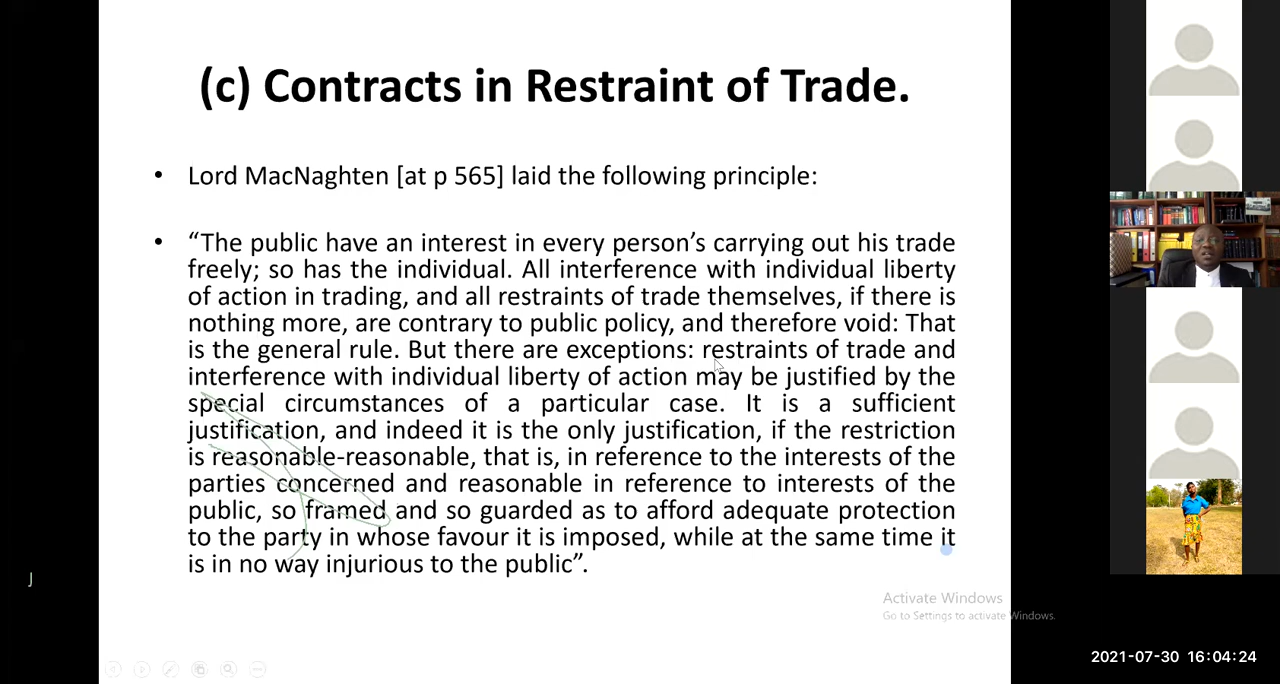 (c) Contracts in Restraint of Trade.
• Lord MacNaghten [at p 565] laid the following principle:
• “The public have an interest in every person’s carrying out his trade
freely; so has the individual. All interference with individual liberty
of action in trading, and all restraints of trade themselves, if there is
nothing more, are contrary to public policy, and therefore void: That
is the general rule. But there are exceptions: restraints of trade and
interference with individual liberty of action may be justified by the
special circumstances of a particular case. It is a sufficient
justification, and indeed it is the only justification, if the restriction
is reasonable-reasonable, that is, in reference to the interests of the
parties concerned and reasonable in reference to interests of the
public, so framed and so guarded as to afford adequate protection
to the party in whose favour it is imposed, while at the same time it
is in no way injurious to the public”.
J
Activate Windows
Go to Settings to activate Windows.
2021-07-30 16:04:24